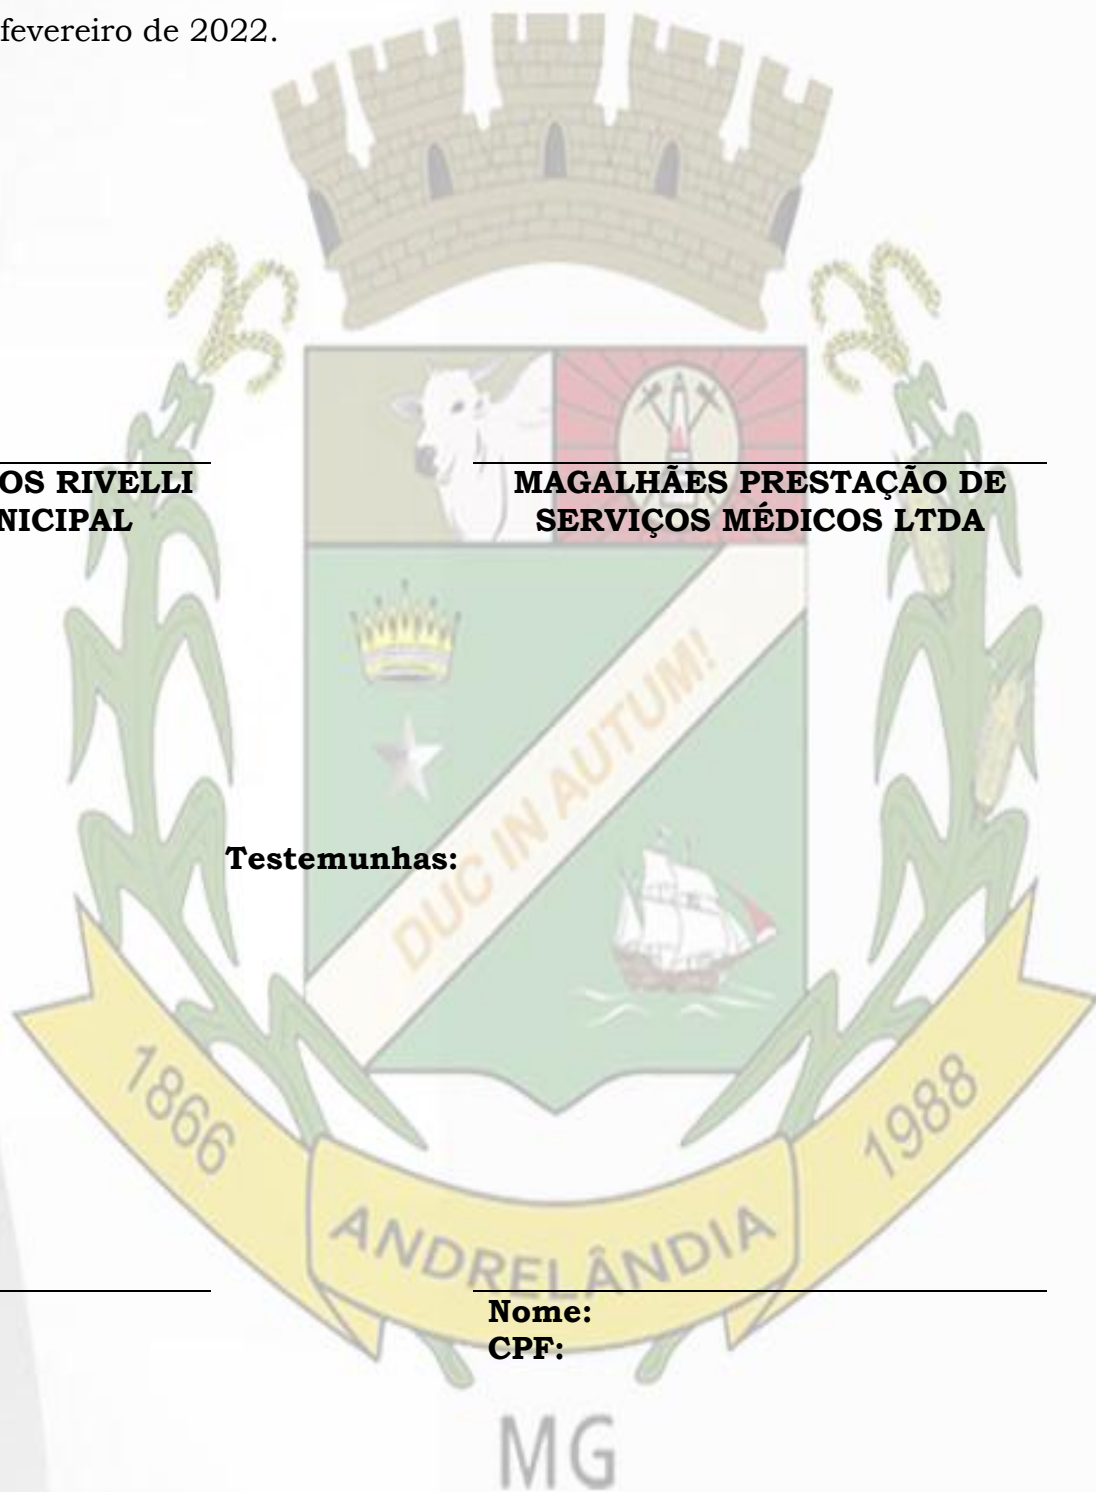 fevereiro de 2022.
OS RIVELLI
NICIPAL
MAGALHÃES PRESTAÇÃO DE
SERVIÇOS MÉDICOS LTDA
DUC IN AUTUM!
Testemunhas:
1866
ANDRELÂNDIA
1988
Nome:
CPF:
MG